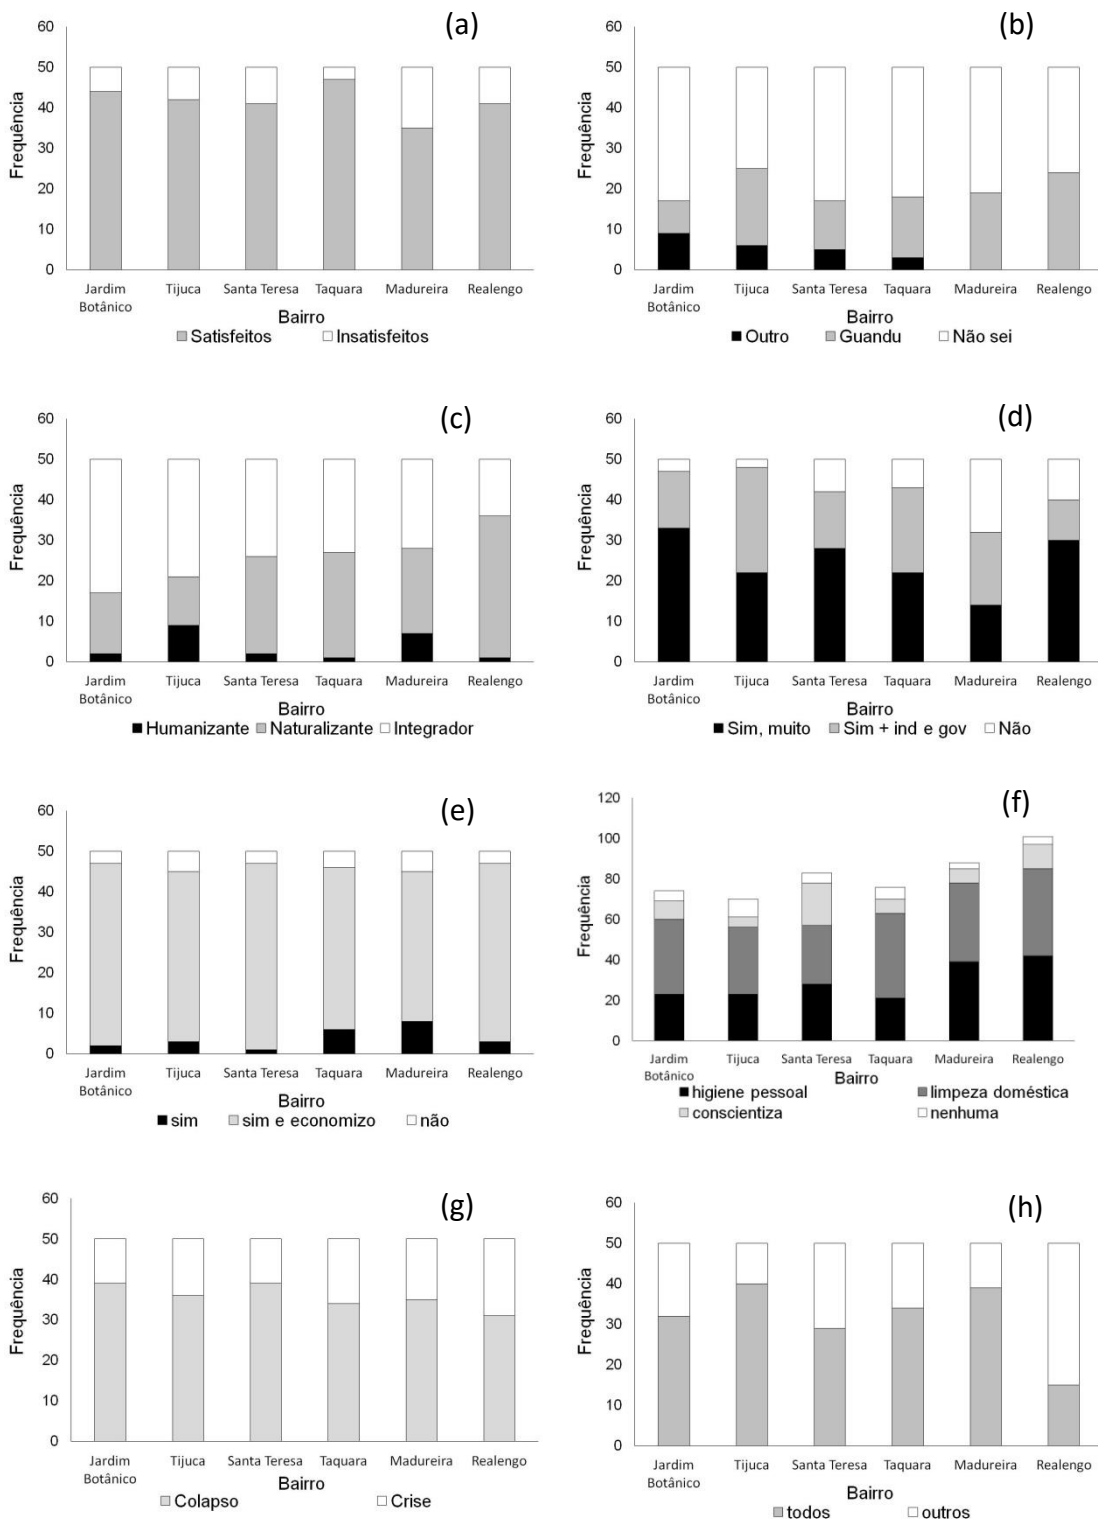 (a)
60
50
40
30
20
10
0
Frequência
Jardim Botânico Tijuca Santa Teresa Taquara Madureira Realengo
Bairro
Satisfeitos Insatisfeitos
(b)
60
50
40
30
20
10
0
Frequência
Jardim Botânico Tijuca Santa Teresa Taquara Madureira Realengo
Bairro
Outro Guandu Não sei
(c)
60
50
40
30
20
10
0
Frequência
Jardim Botânico Tijuca Santa Teresa Taquara Madureira Realengo
Bairro
Humanizante Naturalizante Integrador
(d)
60
50
40
30
20
10
0
Frequência
Jardim Botânico Tijuca Santa Teresa Taquara Madureira Realengo
Bairro
Sim, muito Sim + ind e gov Não
(e)
60
50
40
30
20
10
0
Frequência
Jardim Botânico Tijuca Santa Teresa Taquara Madureira Realengo
Bairro
sim sim e economizo não
(f)
120
100
80
60
40
20
0
Frequência
Jardim Botânico Tijuca Santa Teresa Taquara Madureira Realengo
Bairro
higiene pessoal limpeza doméstica
conscientiza nenhuma
(g)
60
50
40
30
20
10
0
Frequência
Jardim Botânico Tijuca Santa Teresa Taquara Madureira Realengo
Bairro
Colapso Crise
(h)
60
50
40
30
20
10
0
Frequência
Jardim Botânico Tijuca Santa Teresa Taquara Madureira Realengo
Bairro
todos outros